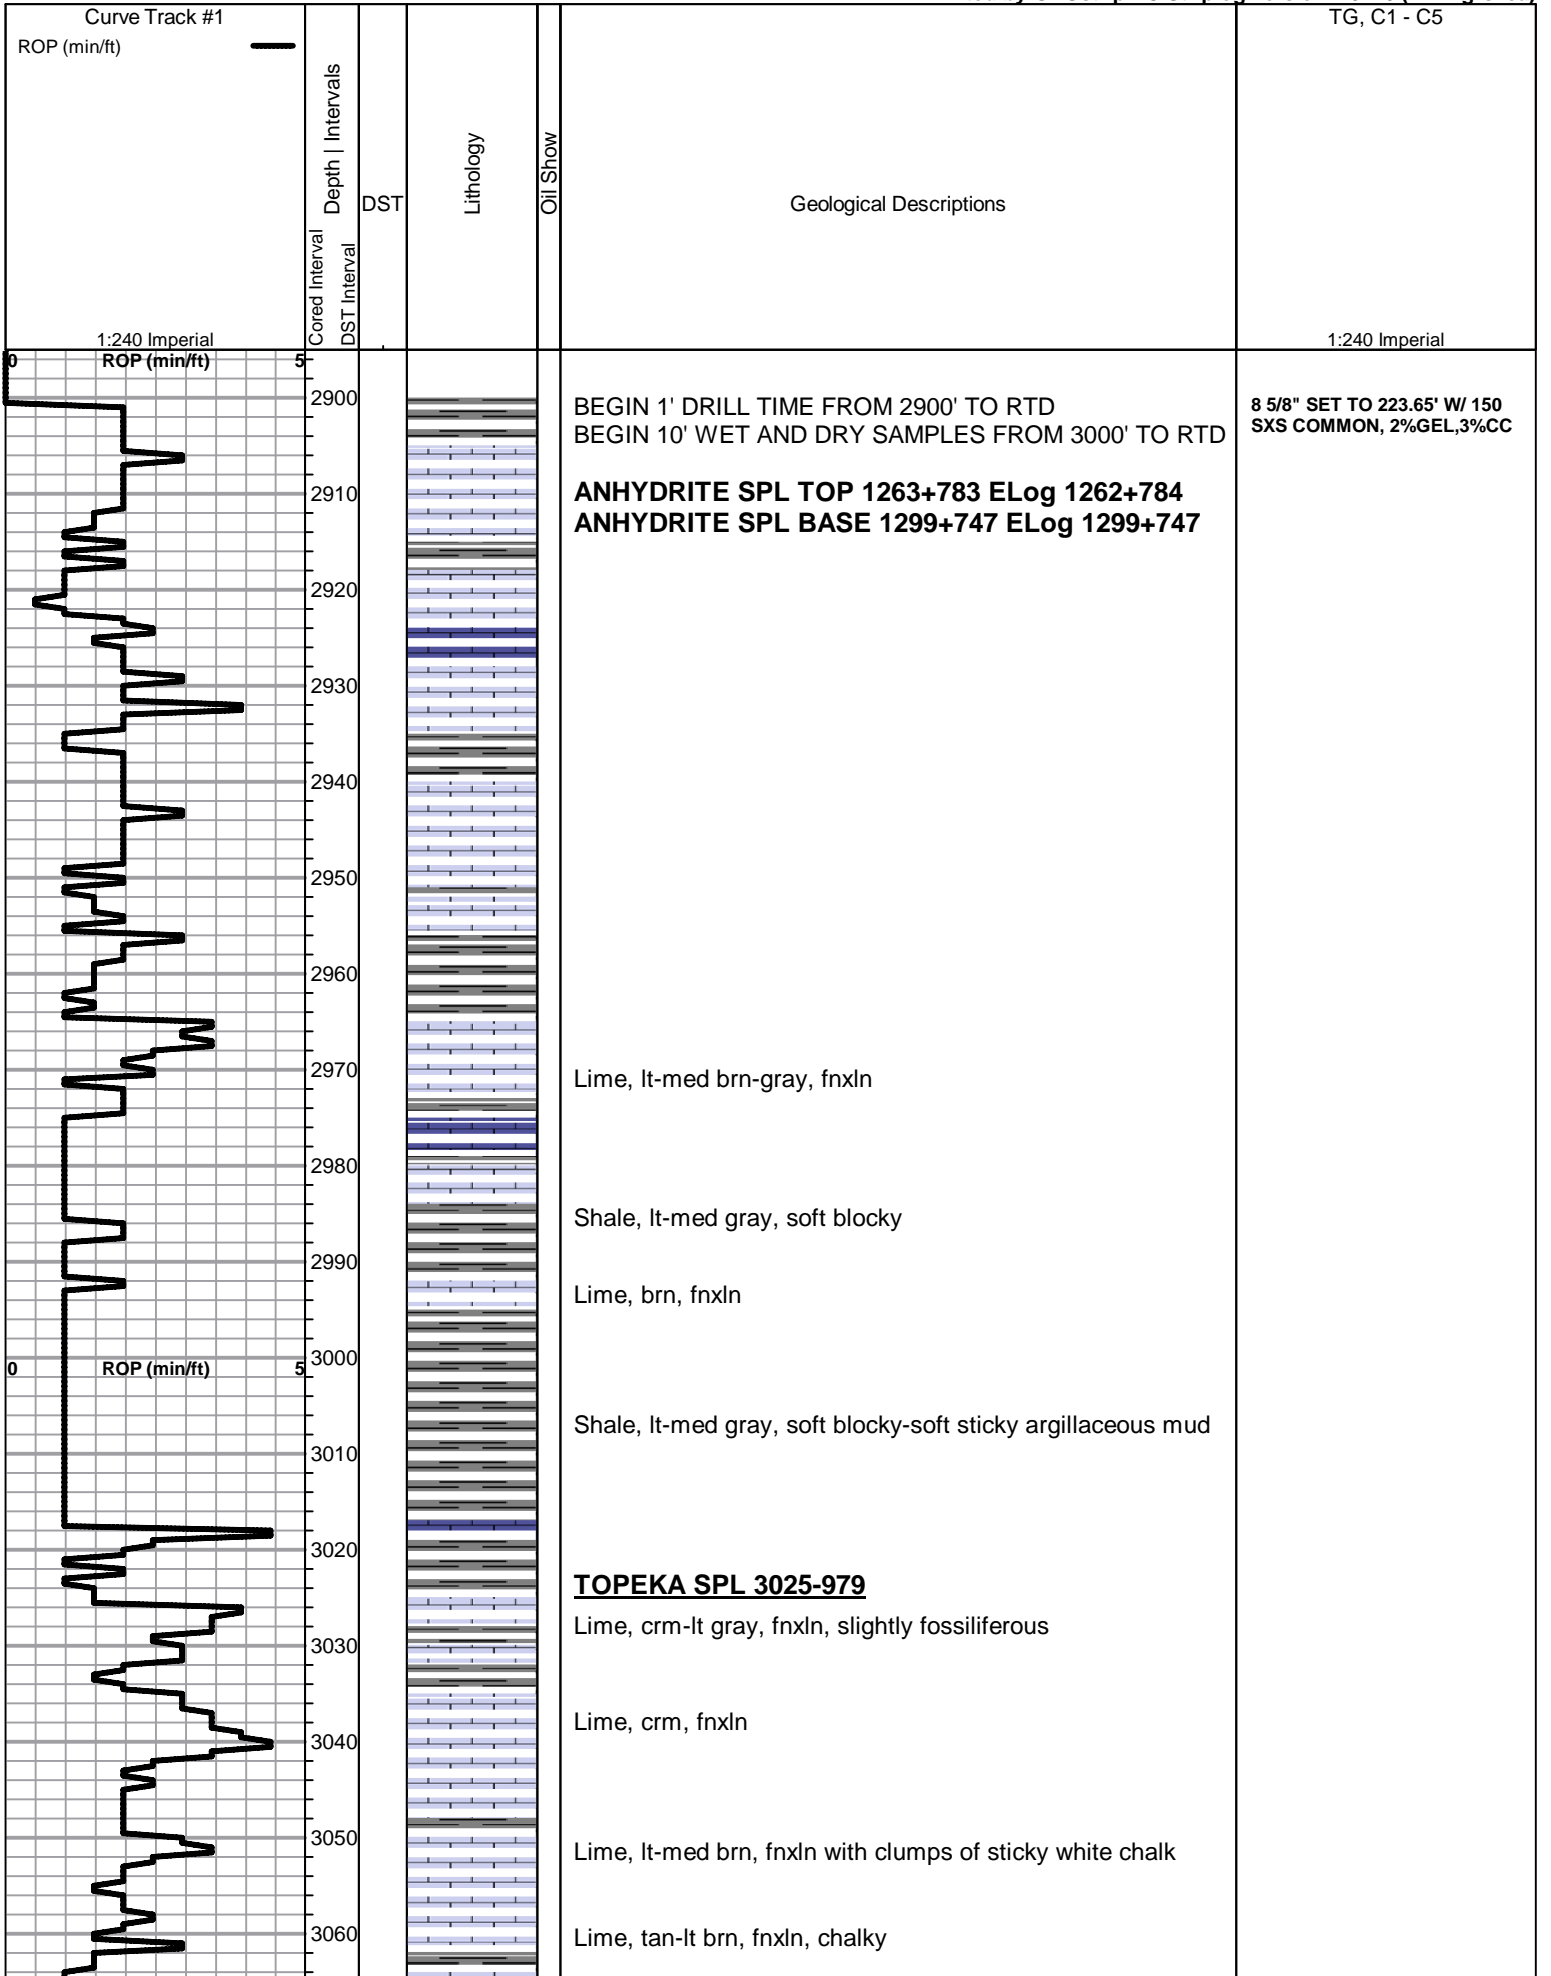 Curve Track #1
ROP (min/ft)
1:240 Imperial
Depth | Intervals
Cored Interval
DST Interval
DST
Lithology
Oil Show
Geological Descriptions
TG, C1 - C5
1:240 Imperial
0 ROP (min/ft) 5
2900
BEGIN 1' DRILL TIME FROM 2900' TO RTD
BEGIN 10' WET AND DRY SAMPLES FROM 3000' TO RTD
8 5/8" SET TO 223.65' W/ 150
SXS COMMON, 2%GEL,3%CC
2910
ANHYDRITE SPL TOP 1263+783 ELog 1262+784
ANHYDRITE SPL BASE 1299+747 ELog 1299+747
2920
2930
2940
2950
2960
2970
Lime, lt-med brn-gray, fnxln
2980
Shale, lt-med gray, soft blocky
2990
Lime, brn, fnxln
3000
0 ROP (min/ft) 5
Shale, lt-med gray, soft blocky-soft sticky argillaceous mud
3010
3020
TOPEKA SPL 3025-979
Lime, crm-lt gray, fnxln, slightly fossiliferous
3030
Lime, crm, fnxln
3040
3050
Lime, lt-med brn, fnxln with clumps of sticky white chalk
3060
Lime, tan-lt brn, fnxln, chalky